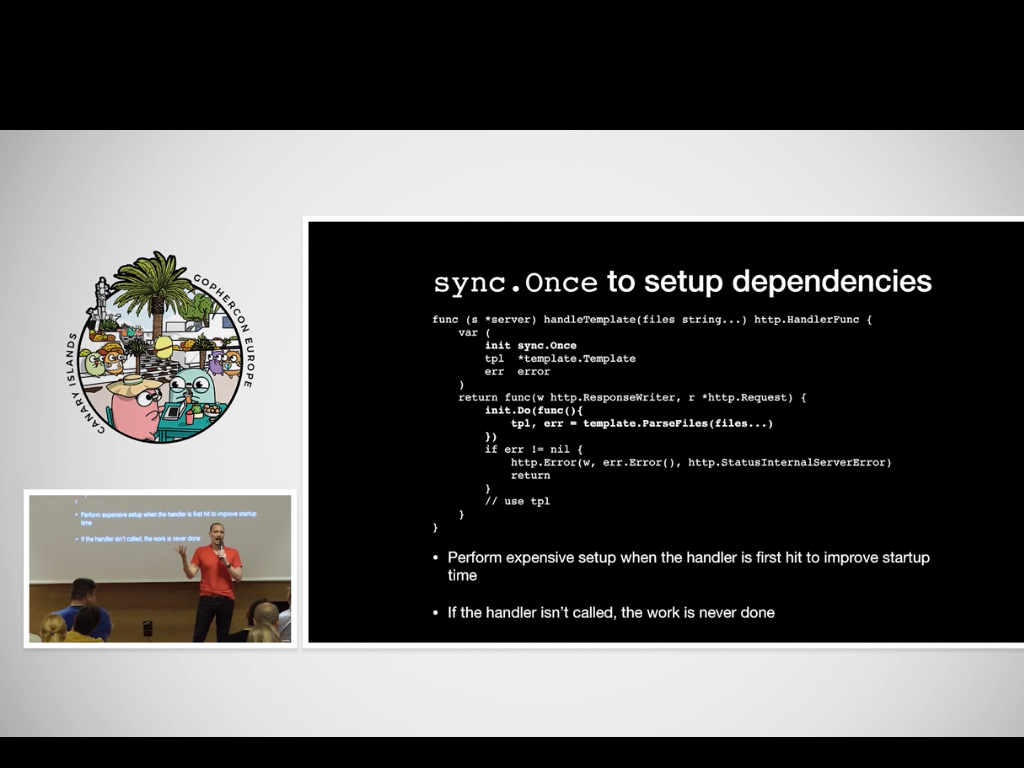 GOPHERCON EUROPE
CANARY ISLANDS
sync.Once to setup dependencies
func (s *server) handleTemplate(files string...) http.HandlerFunc {
    var (
        init sync.Once
        tpl  *template.Template
        err  error
    )
    return func(w http.ResponseWriter, r *http.Request) {
        init.Do(func(){
            tpl, err = template.ParseFiles(files...)
        })
        if err != nil {
            http.Error(w, err.Error(), http.StatusInternalServerError)
            return
        }
        // use tpl
    }
}
• Perform expensive setup when the handler is first hit to improve startup
time
• If the handler isn't called, the work is never done
}
• Perform expensive setup when the handler is first hit to improve startup
time
• If the handler isn't called, the work is never done